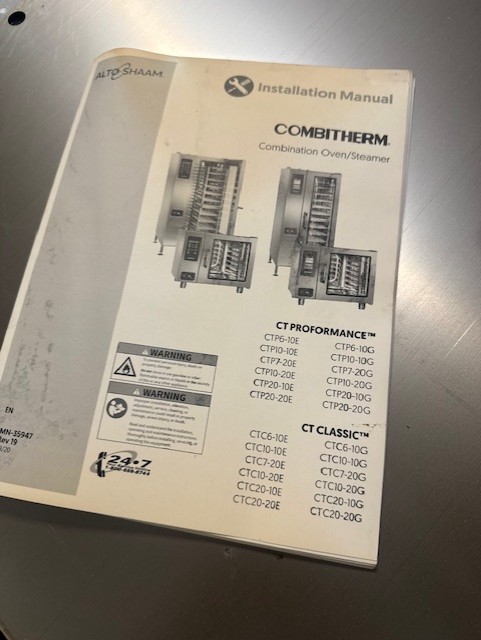 ALTO-SHAAM.
Installation Manual
COMBITHERM®
Combination Oven/Steamer
CT PROFORMANCE™
CTP6-10E CTP6-10G
CTP10-10E CTP10-10G
CTP7-20E CTP7-20G
CTP10-20E CTP10-20G
CTP20-10E CTP20-10G
CTP20-20E CTP20-20G
CT CLASSIC™
CTC6-10E CTC6-10G
CTC10-10E CTC10-10G
CTC7-20E CTC7-20G
CTC10-20E CTC10-20G
CTC20-10E CTC20-10G
CTC20-20E CTC20-20G
WARNING
WARNING
24•7
EN
MN-35947
Rev 19